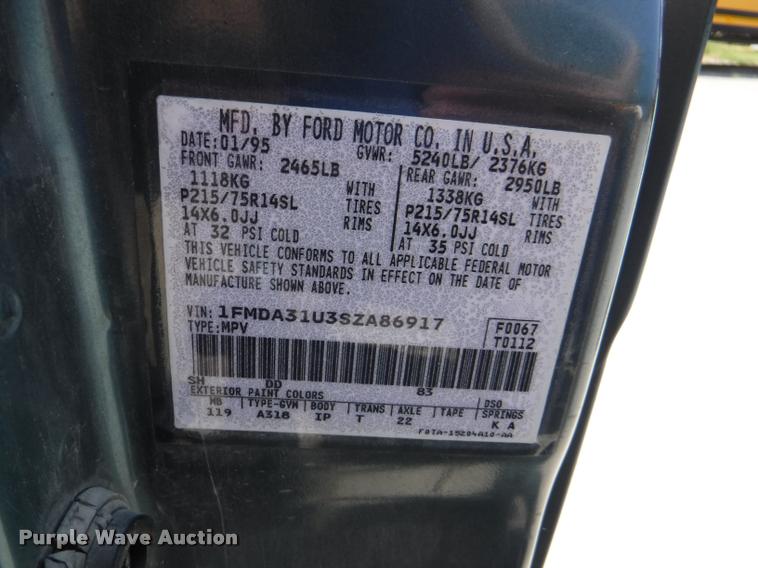 MFD. BY FORD MOTOR CO. IN U.S.A.
DATE: 01/95 GVWR: 5240LB/ 2376KG
FRONT GAWR: 2465LB REAR GAWR: 2950LB
1118KG WITH 1338KG WITH
P215/75R14SL TIRES P215/75R14SL TIRES
14X6.0JJ RIMS 14X6.0JJ RIMS
AT 32 PSI COLD AT 35 PSI COLD
THIS VEHICLE CONFORMS TO ALL APPLICABLE FEDERAL MOTOR
VEHICLE SAFETY STANDARDS IN EFFECT ON THE DATE OF
MANUFACTURE SHOWN ABOVE.
VIN: 1FMDA31U3SZA86917 F0067
TYPE: MPV T0112
SH DD 83
EXTERIOR PAINT COLORS DSO
WB TYPE-GVW BODY TRANS AXLE TAPE SPRINGS
119 A318 IP T 22 K A
F0TA-15204A10-AA
Purple Wave Auction